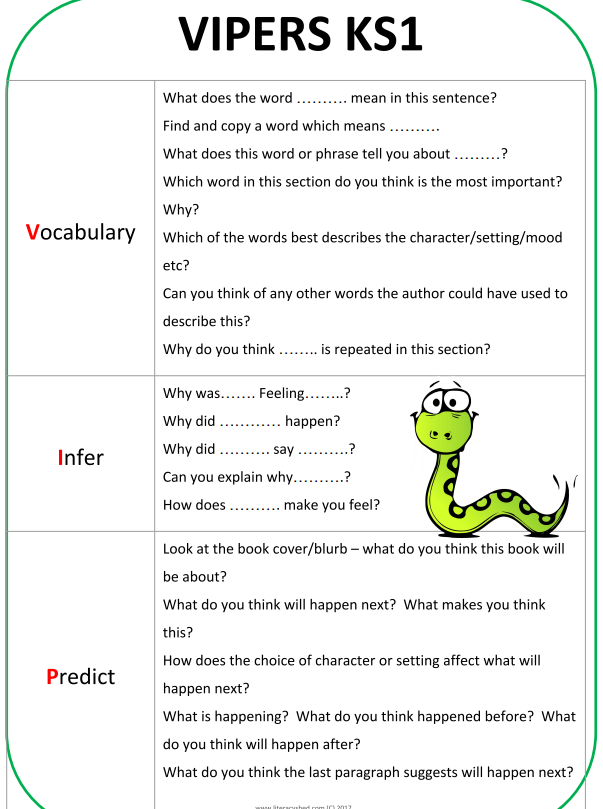 VIPERS KS1
Vocabulary
What does the word ………. mean in this sentence?
Find and copy a word which means ……….
What does this word or phrase tell you about ………?
Which word in this section do you think is the most important?
Why?
Which of the words best describes the character/setting/mood
etc?
Can you think of any other words the author could have used to
describe this?
Why do you think …….. is repeated in this section?
Infer
Why was……. Feeling……..?
Why did ………… happen?
Why did ………. say ……….?
Can you explain why……….?
How does ………. make you feel?
Predict
Look at the book cover/blurb – what do you think this book will
be about?
What do you think will happen next?  What makes you think
this?
How does the choice of character or setting affect what will
happen next?
What is happening?  What do you think happened before?  What
do you think will happen after?
What do you think the last paragraph suggests will happen next?
www.literacyshed.com (C) 2017